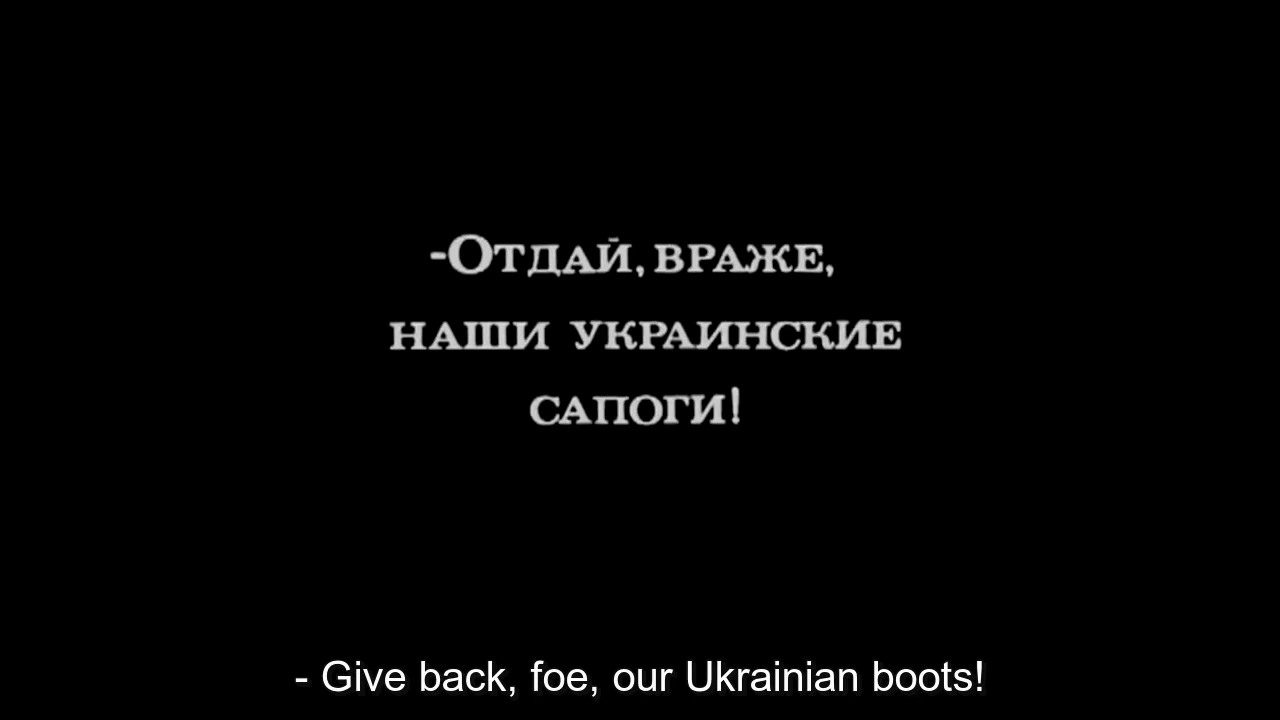 -Отдай, враже,
наши украинские
сапоги!
- Give back, foe, our Ukrainian boots!